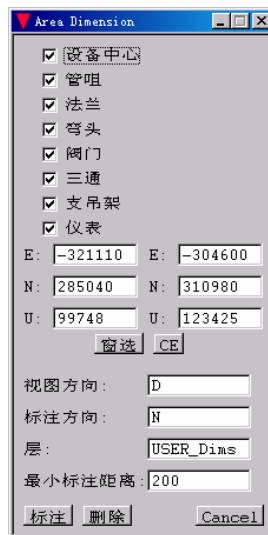 Area Dimension
设备中心
管咀
法兰
弯头
阀门
三通
支吊架
仪表
E: -321110 E: -304600
N: 285040 N: 310980
U: 99748 U: 123425
窗选 CE
视图方向: D
标注方向: N
层: USER_Dims
最小标注距离: 200
标注 删除 Cancel